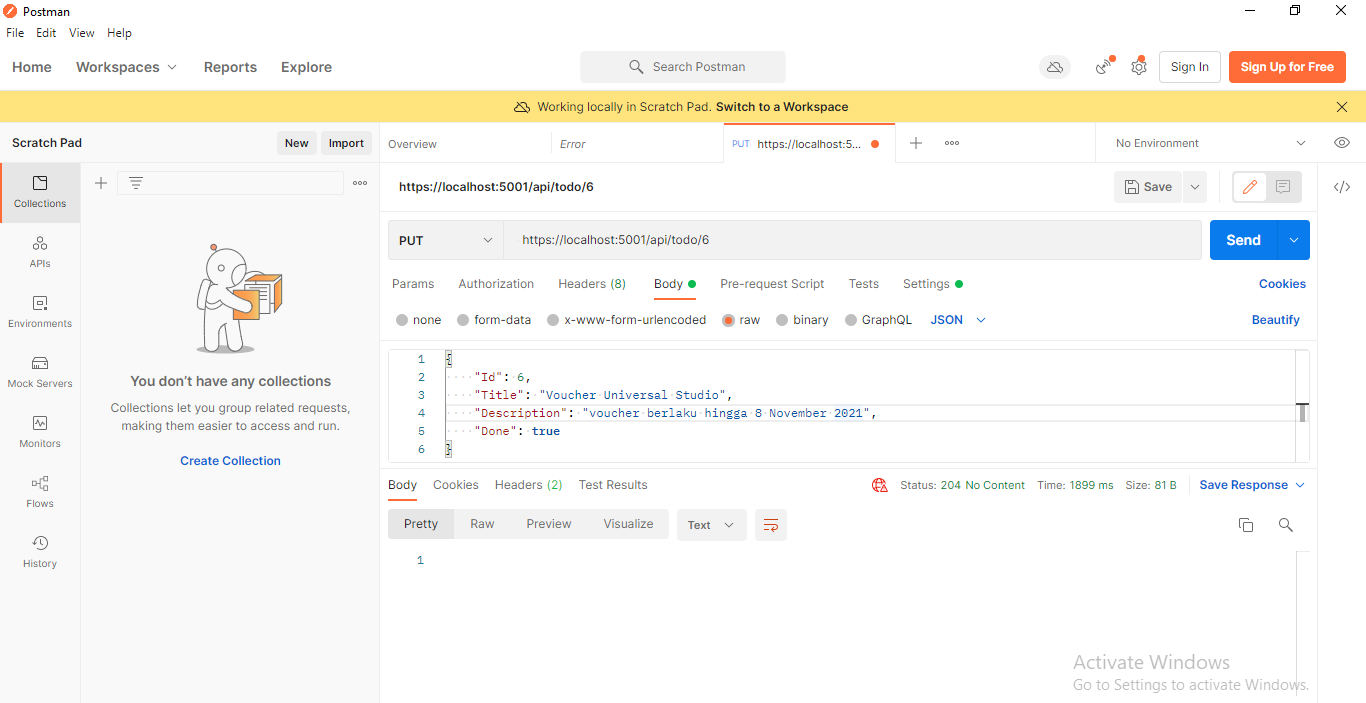 Postman
File Edit View Help
Home Workspaces Reports Explore Search Postman Sign In Sign Up for Free
Working locally in Scratch Pad. Switch to a Workspace
Scratch Pad New Import Overview Error PUT https://localhost:5... No Environment
Collections
APIs
Environments
Mock Servers
Monitors
Flows
History
You don't have any collections
Collections let you group related requests,
making them easier to access and run.
Create Collection
https://localhost:5001/api/todo/6 Save
PUT https://localhost:5001/api/todo/6 Send
Params Authorization Headers (8) Body Pre-request Script Tests Settings Cookies
none form-data x-www-form-urlencoded raw binary GraphQL JSON Beautify
1 {
2 "Id": 6,
3 "Title": "Voucher Universal Studio",
4 "Description": "voucher berlaku hingga 8 November 2021",
5 "Done": true
6 }
Body Cookies Headers (2) Test Results Status: 204 No Content Time: 1899 ms Size: 81 B Save Response
Pretty Raw Preview Visualize Text
1
Activate Windows
Go to Settings to activate Windows.